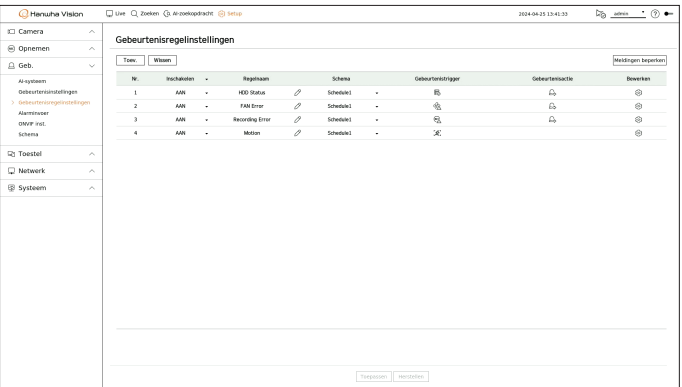 Hanwha Vision
Live Zoeken AI-zoekopdracht Setup 2024-04-25 13:41:33 admin
Camera
Opnemen
Geb.
AI-systeem
Gebeurtenisinstellingen
Gebeurtenisregelinstellingen
Alarminvoer
ONVIF inst.
Schema
Toestel
Netwerk
Systeem
Gebeurtenisregelinstellingen
Toev. Wissen Meldingen beperken
Nr. Inschakelen Regelnaam Schema Gebeurtenistrigger Gebeurtenisactie Bewerken
1 AAN HDD Status Schedule1
2 AAN FAN Error Schedule1
3 AAN Recording Error Schedule1
4 AAN Motion Schedule1
Toepassen Herstellen